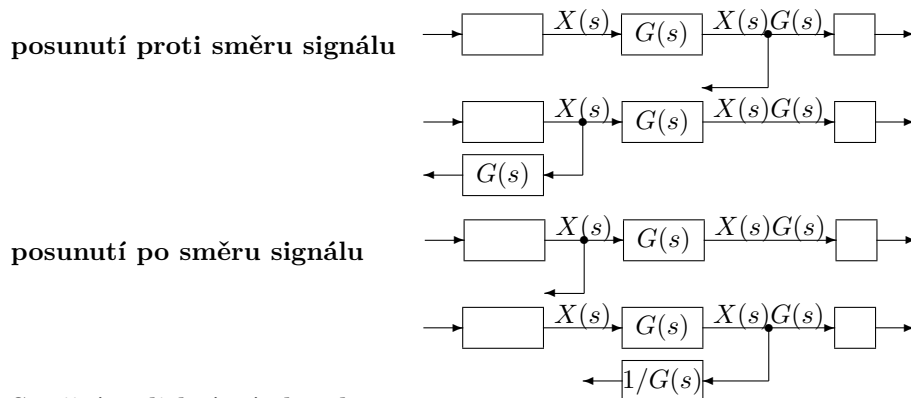 X(s) G(s) X(s)G(s)
posunutí proti směru signálu
X(s) G(s) X(s)G(s)
G(s)
X(s) G(s) X(s)G(s)
posunutí po směru signálu
X(s) G(s) X(s)G(s)
1/G(s)